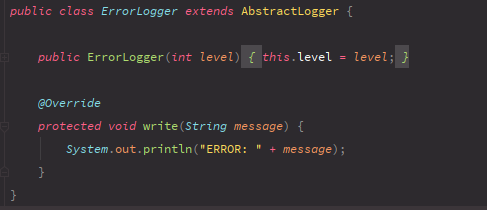 public class ErrorLogger extends AbstractLogger {
public ErrorLogger(int level) { this.level = level; }
@Override
protected void write(String message) {
System.out.println("ERROR: " + message);
}
}